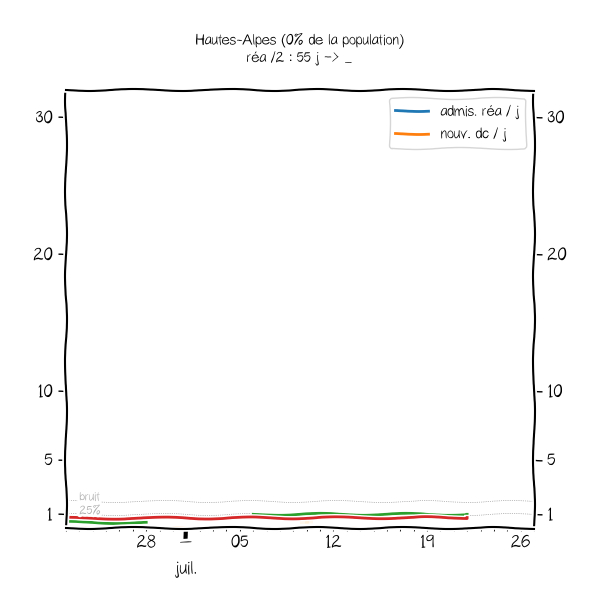 Hautes-Alpes (0% de la population)
réa /2 : 55 j -> _
admis. réa / j
nouv. dc / j
30
30
20
20
10
10
5
5
bruit
25%
1
1
28
1
05
12
19
26
juil.